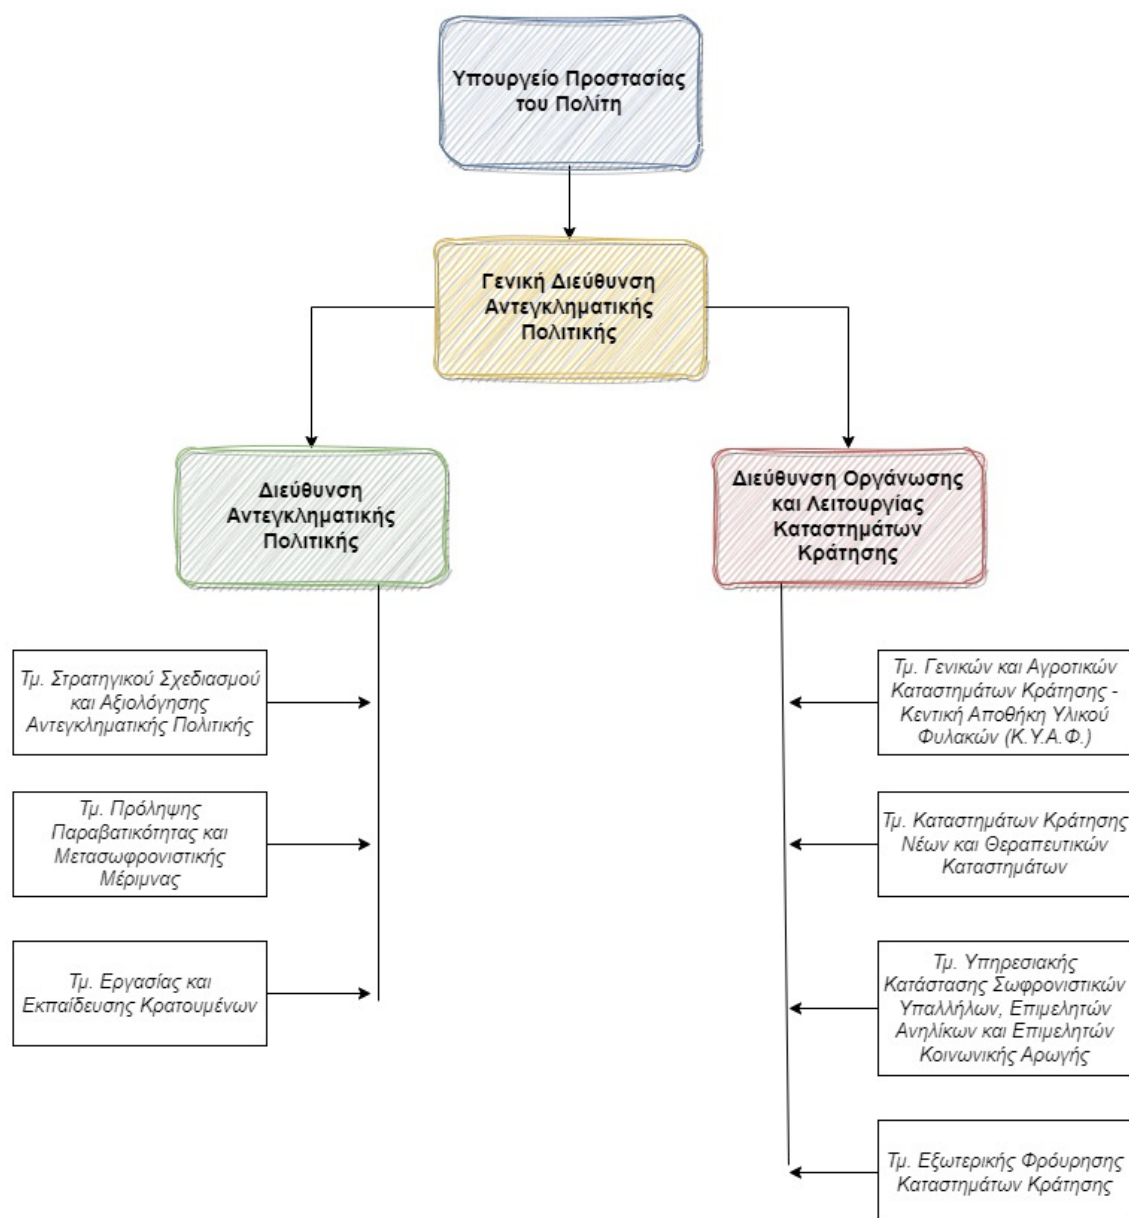 Υπουργείο Προστασίας
του Πολίτη
Γενική Διεύθυνση
Αντεγκληματικής
Πολιτικής
Διεύθυνση
Αντεγκληματικής
Πολιτικής
Διεύθυνση Οργάνωσης
και Λειτουργίας
Καταστημάτων
Κράτησης
Τμ. Στρατηγικού Σχεδιασμού
και Αξιολόγησης
Αντεγκληματικής Πολιτικής
Τμ. Πρόληψης
Παραβατικότητας και
Μετασωφρονιστικής
Μέριμνας
Τμ. Εργασίας και
Εκπαίδευσης Κρατουμένων
Τμ. Γενικών και Αγροτικών
Καταστημάτων Κράτησης -
Κεντική Αποθήκη Υλικού
Φυλακών (Κ.Υ.Α.Φ.)
Τμ. Καταστημάτων Κράτησης
Νέων και Θεραπευτικών
Καταστημάτων
Τμ. Υπηρεσιακής
Κατάστασης Σωφρονιστικών
Υπαλλήλων, Επιμελητών
Ανηλίκων και Επιμελητών
Κοινωνικής Αρωγής
Τμ. Εξωτερικής Φρούρησης
Καταστημάτων Κράτησης